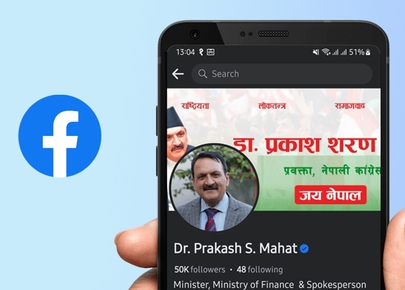 13:04
51%
Search
राष्ट्रियता लोकतन्त्र समाजवाद
डा. प्रकाश शरण
प्रवक्ता, नेपाली कांग्रेस
जय नेपाल
Dr. Prakash S. Mahat
50K followers • 48 following
Minister, Ministry of Finance & Spokesperson